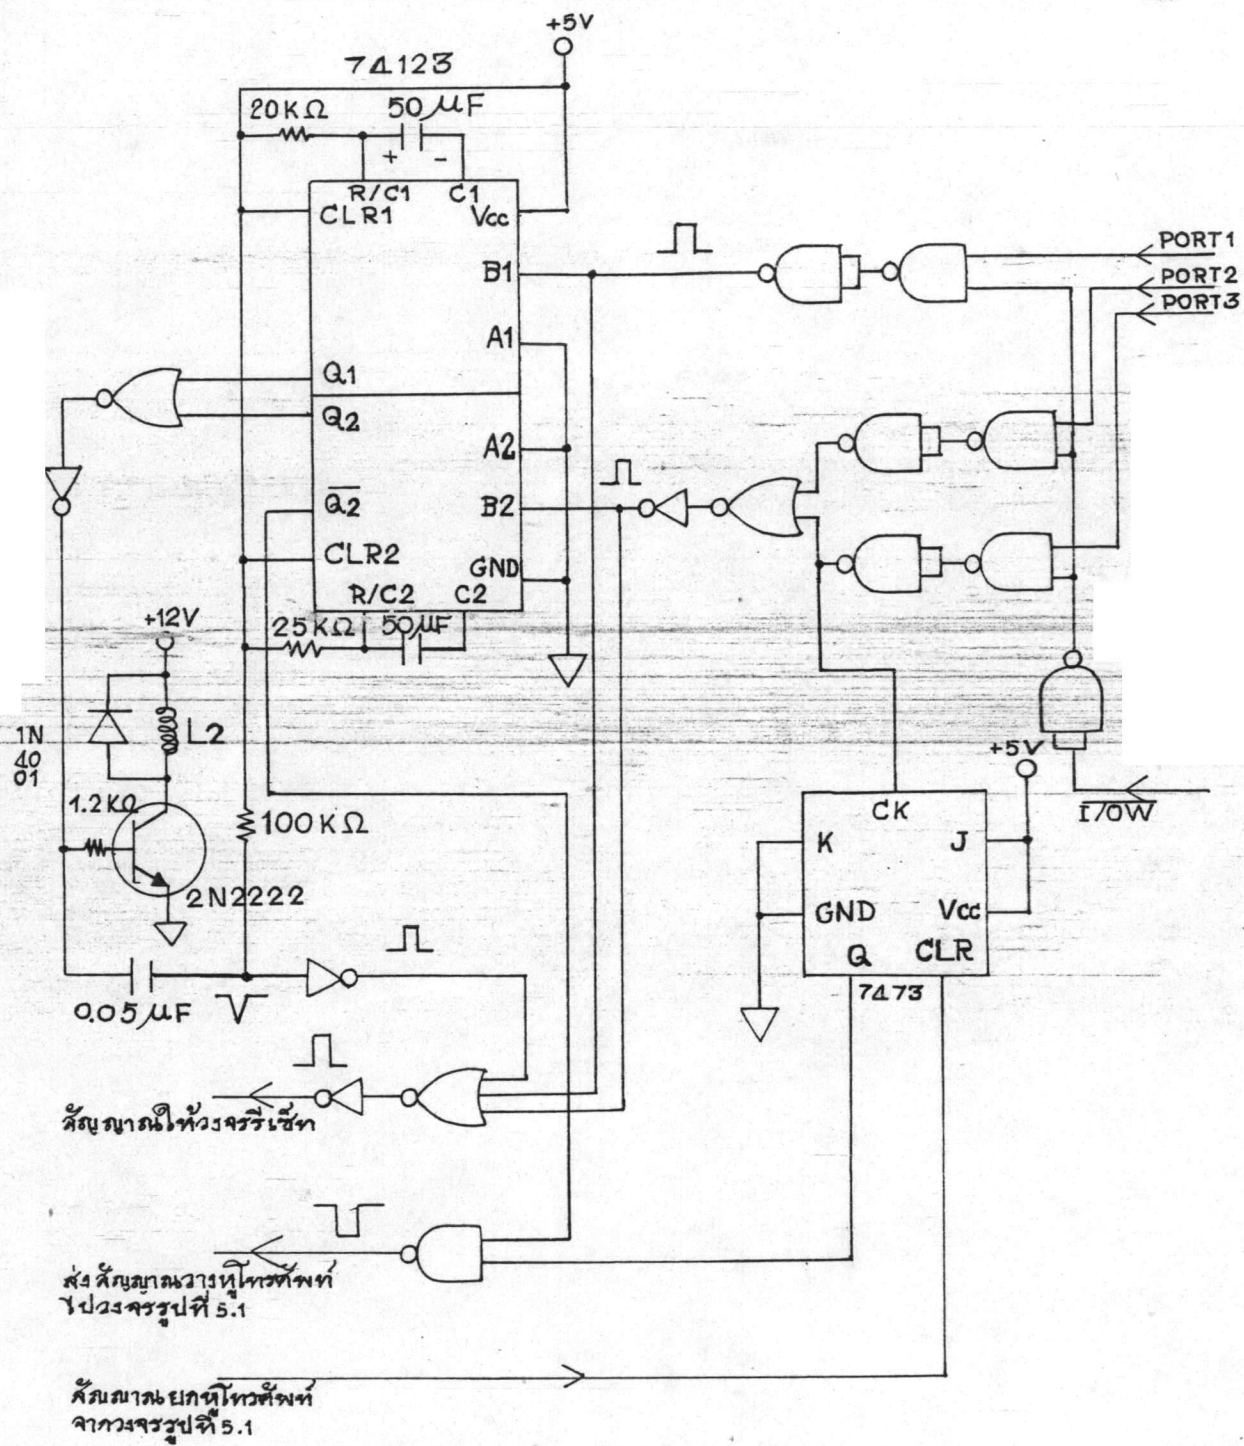 +5V
74123
20KΩ
50μF
+
-
R/C1
C1
CLR1
Vcc
B1
A1
Q1
Q2
A2
Q̅2̅
B2
CLR2
GND
R/C2
C2
25KΩ
50μF
PORT1
PORT2
PORT3
+12V
L2
1N
40
01
1.2KΩ
100KΩ
2N2222
0.05μF
+5V
I/OW
CK
K
J
GND
Vcc
Q
CLR
7473
สัญญาณให้วงจรรีเซ็ท
ส่งสัญญาณวางหูโทรศัพท์
ไปวงจรรูปที่ 5.1
สัญญาณยกหูโทรศัพท์
จากวงจรรูปที่ 5.1